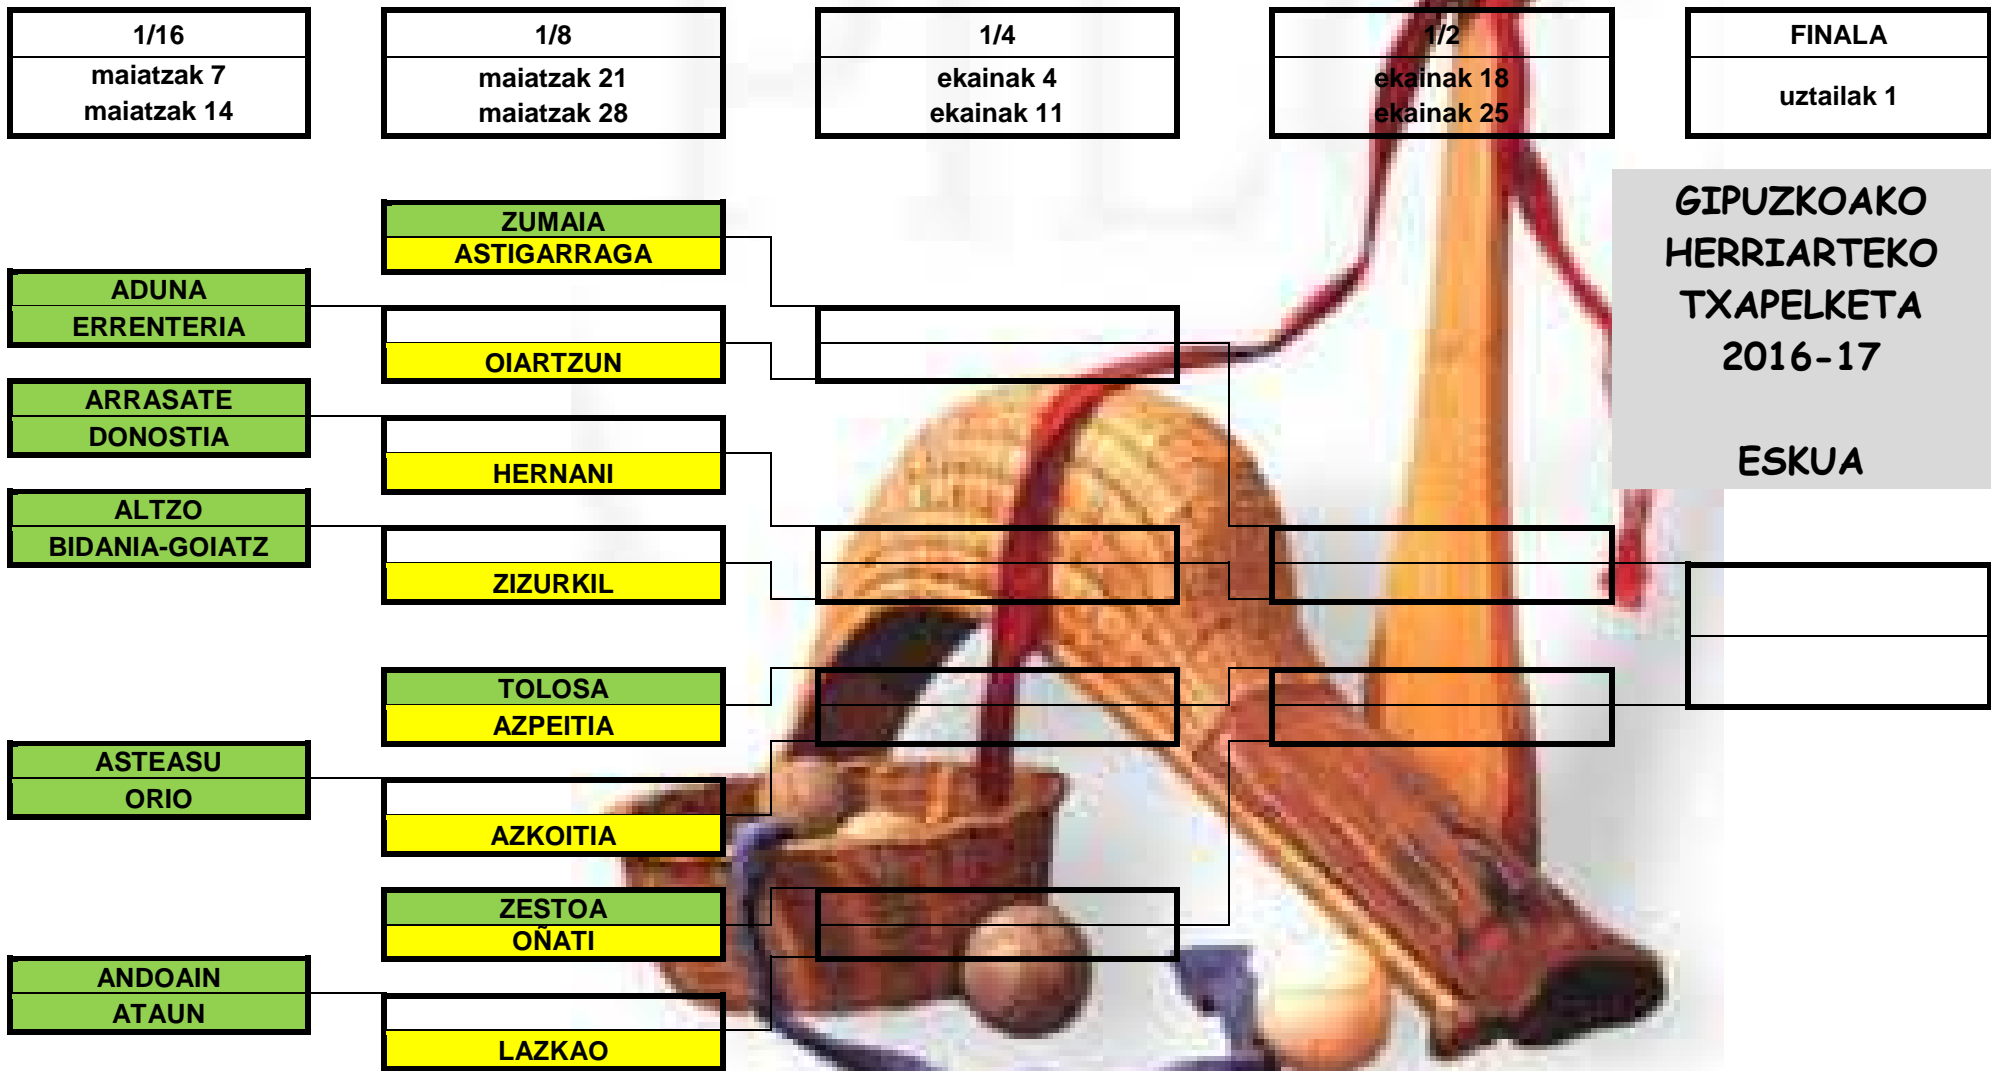 1/16
maiatzak 7
maiatzak 14
1/8
maiatzak 21
maiatzak 28
1/4
ekainak 4
ekainak 11
1/2
ekainak 18
ekainak 25
FINALA
uztailak 1
GIPUZKOAKO
HERRIARTEKO
TXAPELKETA
2016-17
ESKUA
ADUNA
ERRENTERIA
ARRASATE
DONOSTIA
ALTZO
BIDANIA-GOIATZ
ASTEASU
ORIO
ANDOAIN
ATAUN
ZUMAIA
ASTIGARRAGA
OIARTZUN
HERNANI
ZIZURKIL
TOLOSA
AZPEITIA
AZKOITIA
ZESTOA
OÑATI
LAZKAO